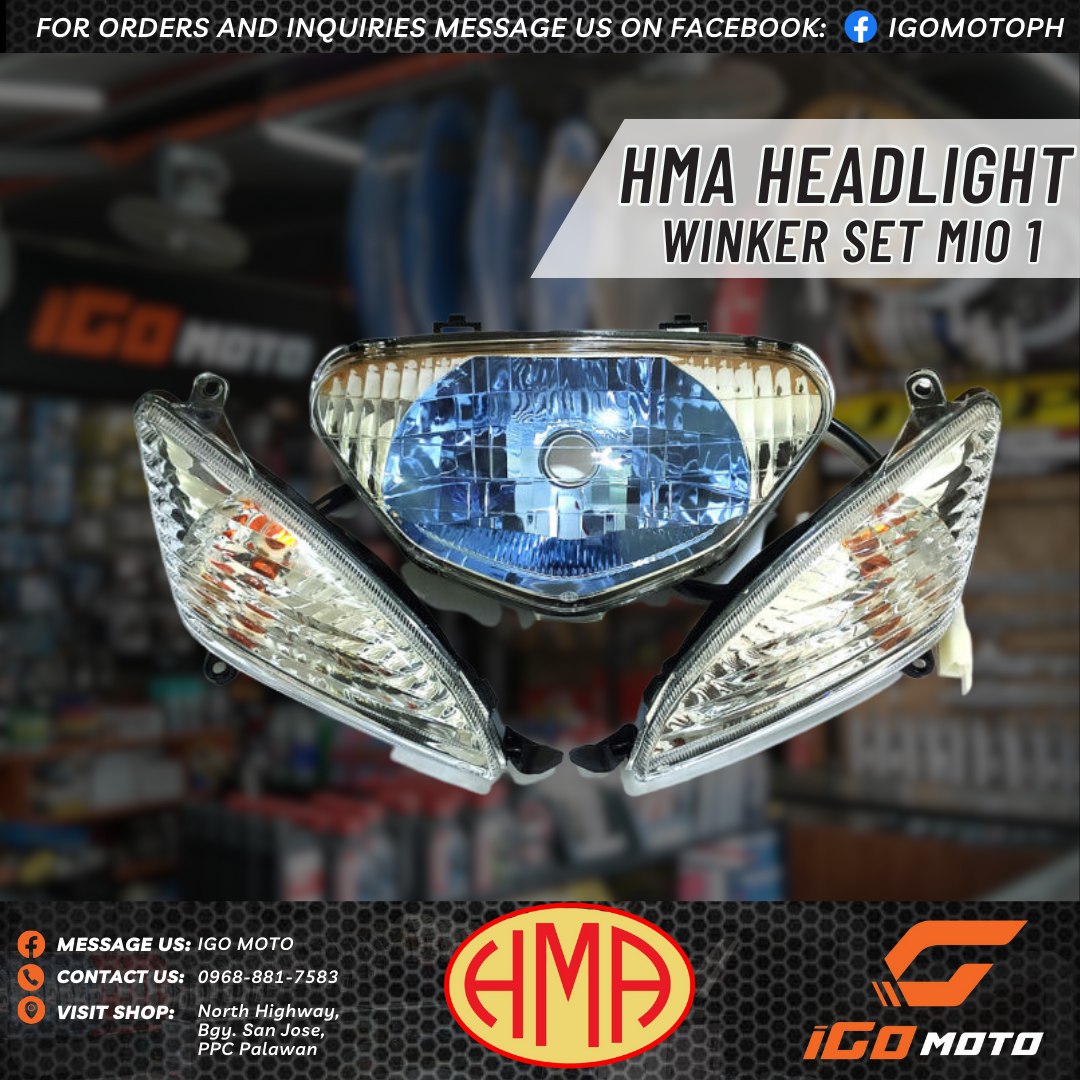 FOR ORDERS AND INQUIRIES MESSAGE US ON FACEBOOK: IGOMOTOPH
HMA HEADLIGHT
WINKER SET MIO 1
iGO MOTO
MESSAGE US: IGO MOTO
CONTACT US: 0968-881-7583
VISIT SHOP: North Highway,
Bgy. San Jose,
PPC Palawan
HMA
iGO MOTO